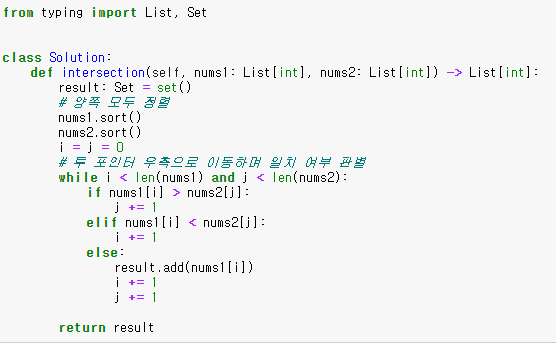 from typing import List, Set
class Solution:
    def intersection(self, nums1: List[int], nums2: List[int]) -> List[int]:
        result: Set = set()
        # 양쪽 모두 정렬
        nums1.sort()
        nums2.sort()
        i = j = 0
        # 투 포인터 우측으로 이동하며 일치 여부 판별
        while i < len(nums1) and j < len(nums2):
            if nums1[i] > nums2[j]:
                j += 1
            elif nums1[i] < nums2[j]:
                i += 1
            else:
                result.add(nums1[i])
                i += 1
                j += 1
        return result